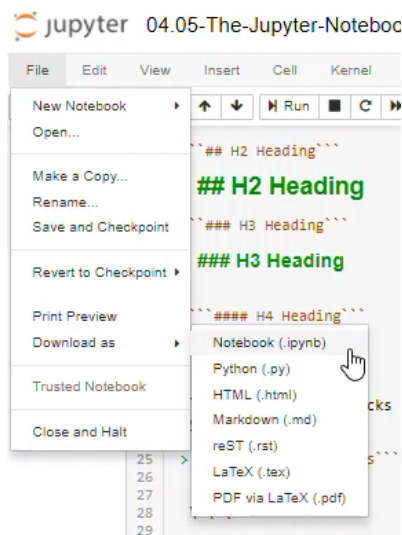 jupyter 04.05-The-Jupyter-Noteboo
File Edit View Insert Cell Kernel
New Notebook
Open...
Run
Make a Copy...
Rename...
Save and Checkpoint
Revert to Checkpoint
Print Preview
Download as
Trusted Notebook
Close and Halt
``## H2 Heading```
## H2 Heading
``### H3 Heading```
### H3 Heading
```#### H4 Heading```
Notebook (.ipynb)
Python (.py)
HTML (.html)
Markdown (.md)
reST (.rst)
LaTeX (.tex)
PDF via LaTeX (.pdf)
cks
s```
25 >
26
27
28
29